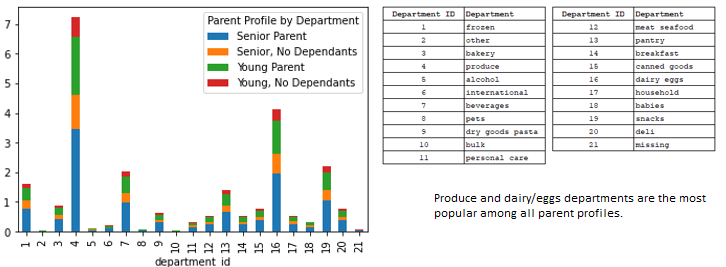 Parent Profile by Department
Senior Parent
Senior, No Dependants
Young Parent
Young, No Dependants
7
6
5
4
3
2
1
0
1 2 3 4 5 6 7 8 9 10 11 12 13 14 15 16 17 18 19 20 21
department_id
Department ID Department
1 frozen
2 other
3 bakery
4 produce
5 alcohol
6 international
7 beverages
8 pets
9 dry goods pasta
10 bulk
11 personal care
Department ID Department
12 meat seafood
13 pantry
14 breakfast
15 canned goods
16 dairy eggs
17 household
18 babies
19 snacks
20 deli
21 missing
Produce and dairy/eggs departments are the most
popular among all parent profiles.